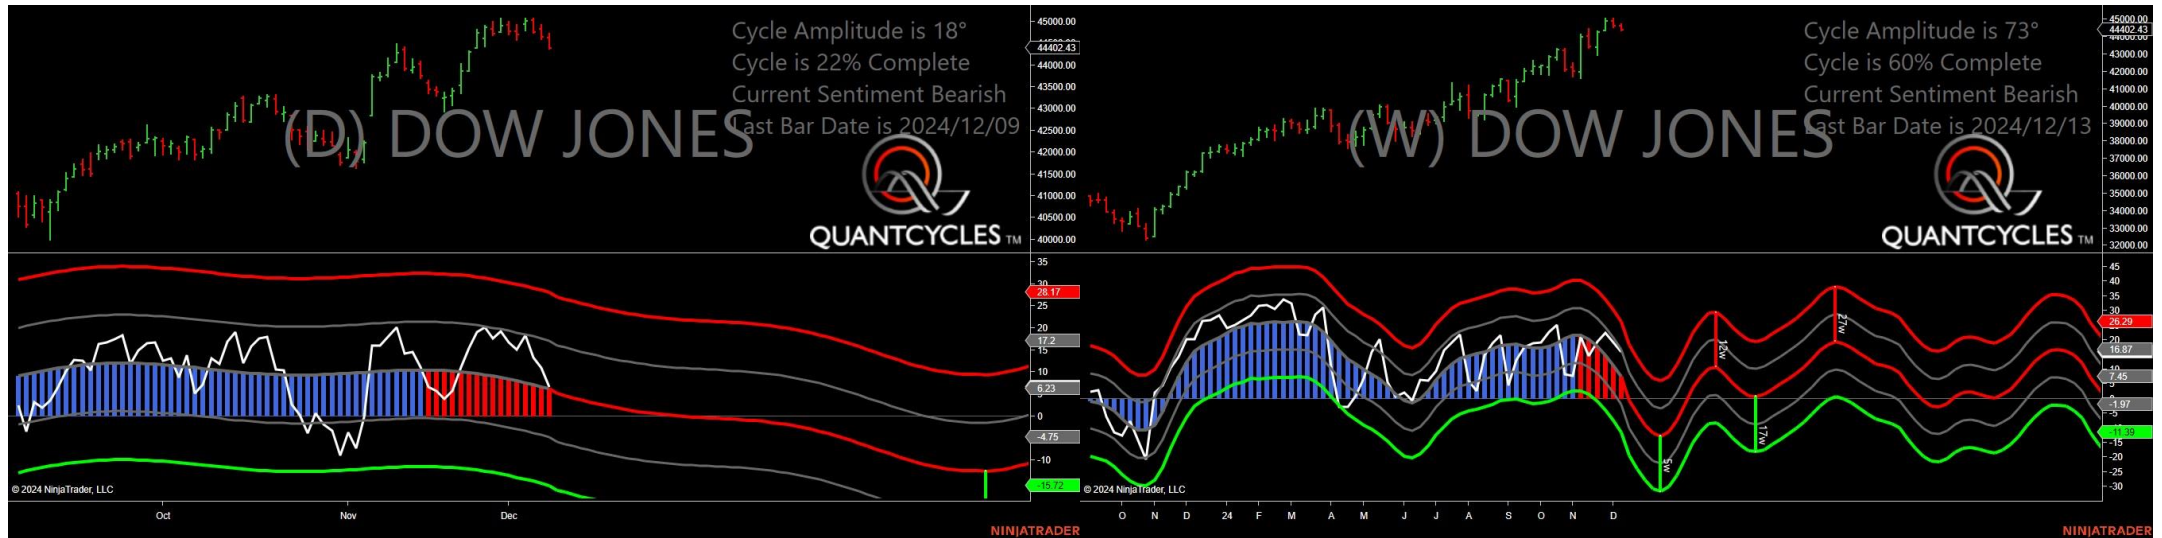 Cycle Amplitude is 18°
Cycle is 22% Complete
Current Sentiment Bearish
Last Bar Date is 2024/12/09
(D) DOW JONES
QUANTCYCLES TM
45000.00
44402.43
44000.00
43500.00
43000.00
42500.00
42000.00
41500.00
41000.00
40500.00
40000.00
35
28.17
25
20
17.2
15
10
6.23
0
-4.75
-10
-15.72
© 2024 NinjaTrader, LLC
Oct Nov Dec
NINJATRADER
Cycle Amplitude is 73°
Cycle is 60% Complete
Current Sentiment Bearish
Last Bar Date is 2024/12/13
(W) DOW JONES
QUANTCYCLES TM
45000.00
44402.43
43000.00
42000.00
41000.00
40000.00
39000.00
38000.00
37000.00
36000.00
35000.00
34000.00
33000.00
32000.00
45
40
35
30
26.29
20
16.87
7.45
-1.97
-5
-11.39
-15
-20
-25
-30
12w
27w
17w
5w
© 2024 NinjaTrader, LLC
O N D 24 F M A M J J A S O N D
NINJATRADER